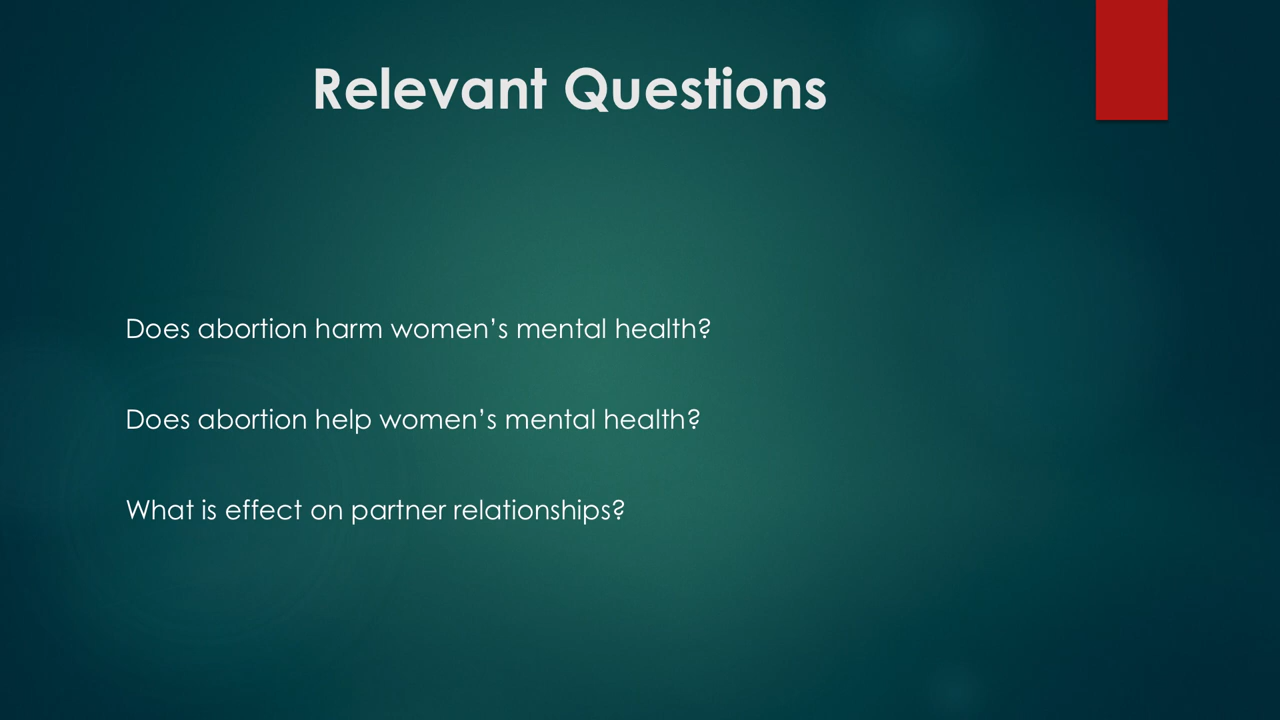 Relevant Questions
Does abortion harm women’s mental health?
Does abortion help women’s mental health?
What is effect on partner relationships?